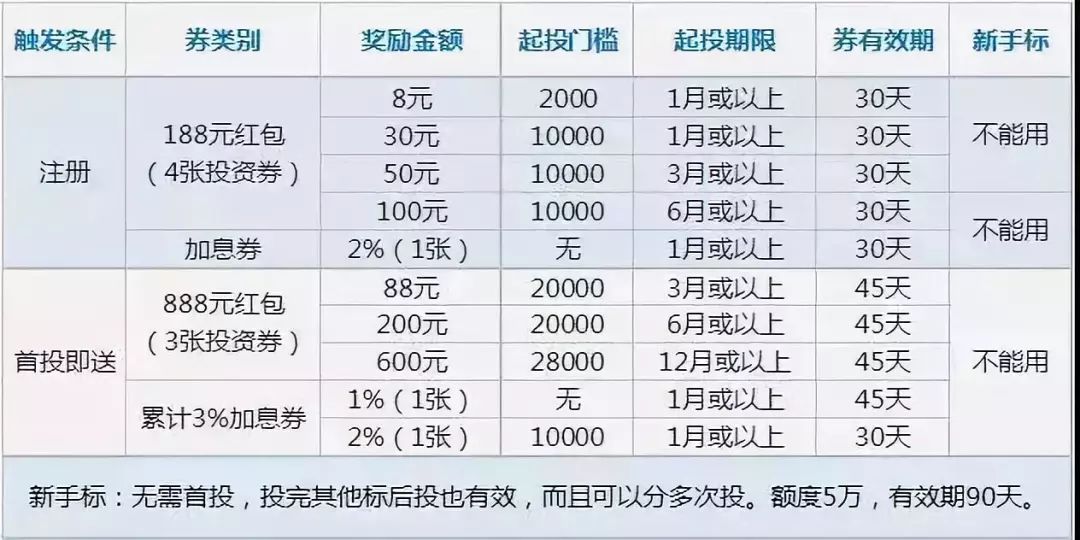 触发条件 券类别 奖励金额 起投门槛 起投期限 券有效期 新手标
注册 188元红包 8元 2000 1月或以上 30天 不能用
(4张投资券) 30元 10000 1月或以上 30天
50元 10000 3月或以上 30天
100元 10000 6月或以上 30天 不能用
加息券 2%(1张) 无 1月或以上 30天
首投即送 888元红包 88元 20000 3月或以上 45天 不能用
(3张投资券) 200元 20000 6月或以上 45天
600元 28000 12月或以上 45天
累计3%加息券 1%(1张) 无 1月或以上 45天
2%(1张) 10000 1月或以上 30天
新手标:无需首投,投完其他标后投也有效,而且可以分多次投。额度5万,有效期90天。